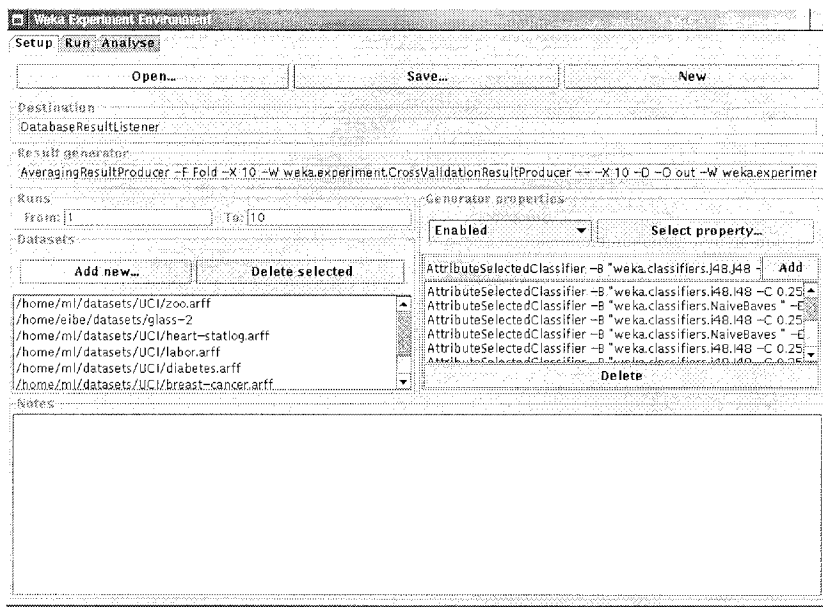 Weka Experiment Environment
Setup Run Analyse
Open... Save... New
Destination
DatabaseResultListener
Result generator
AveragingResultProducer -F Fold -X 10 -W weka.experiment.CrossValidationResultProducer -- -X 10 -D -O out -W weka.experimer
Runs
From: 1 To: 10
Generator properties
Enabled Select property...
Datasets
Add new... Delete selected
AttributeSelectedClassifier -B "weka.classifiers.j48.J48 - Add
/home/ml/datasets/UCI/zoo.arff
/home/eibe/datasets/glass-2
/home/ml/datasets/UCI/heart-statlog.arff
/home/ml/datasets/UCI/labor.arff
/home/ml/datasets/UCI/diabetes.arff
/home/ml/datasets/UCI/breast-cancer.arff
AttributeSelectedClassifier -B "weka.classifiers.j48.J48 -C 0.25
AttributeSelectedClassifier -B "weka.classifiers.NaiveBayes " -E
AttributeSelectedClassifier -B "weka.classifiers.j48.J48 -C 0.25
AttributeSelectedClassifier -B "weka.classifiers.NaiveBayes " -E
AttributeSelectedClassifier -B "weka.classifiers.j48.J48 -C 0.25
Delete
Notes